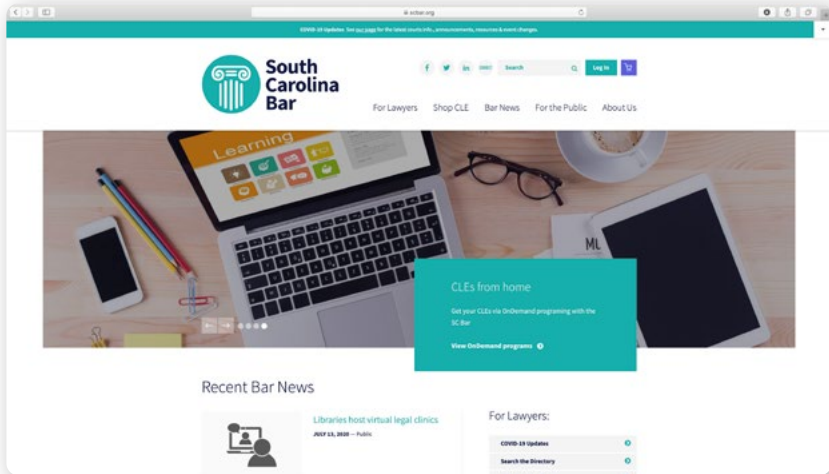 scbar.org
COVID-19 Updates. See our page for the latest courts info., announcements, resources & event changes.
South
Carolina
Bar
Search
Log In
For Lawyers
Shop CLE
Bar News
For the Public
About Us
Learning
CLEs from home
Get your CLEs via OnDemand programing with the
SC Bar
View OnDemand programs
Recent Bar News
Libraries host virtual legal clinics
JULY 13, 2020 — Public
For Lawyers:
COVID-19 Updates
Search the Directory